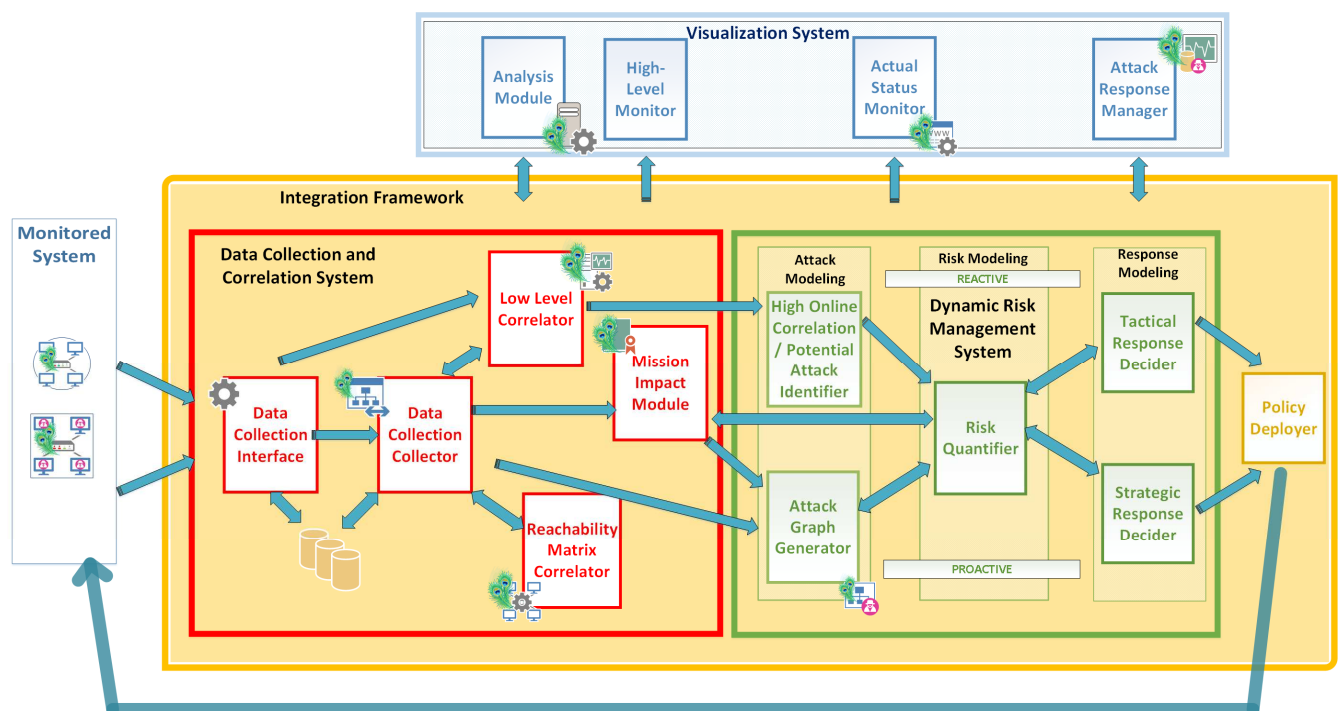 Visualization System
Analysis
Module
High-
Level
Monitor
Actual
Status
Monitor
www
Attack
Response
Manager
Integration Framework
Monitored
System
Data Collection and
Correlation System
Low Level
Correlator
Mission
Impact
Module
Data
Collection
Interface
Data
Collection
Collector
Reachability
Matrix
Correlator
Attack
Modeling
Risk Modeling
Response
Modeling
REACTIVE
Dynamic Risk
Management
System
High Online
Correlation
/ Potential
Attack
Identifier
Tactical
Response
Decider
Risk
Quantifier
Attack
Graph
Generator
Strategic
Response
Decider
PROACTIVE
Policy
Deployer